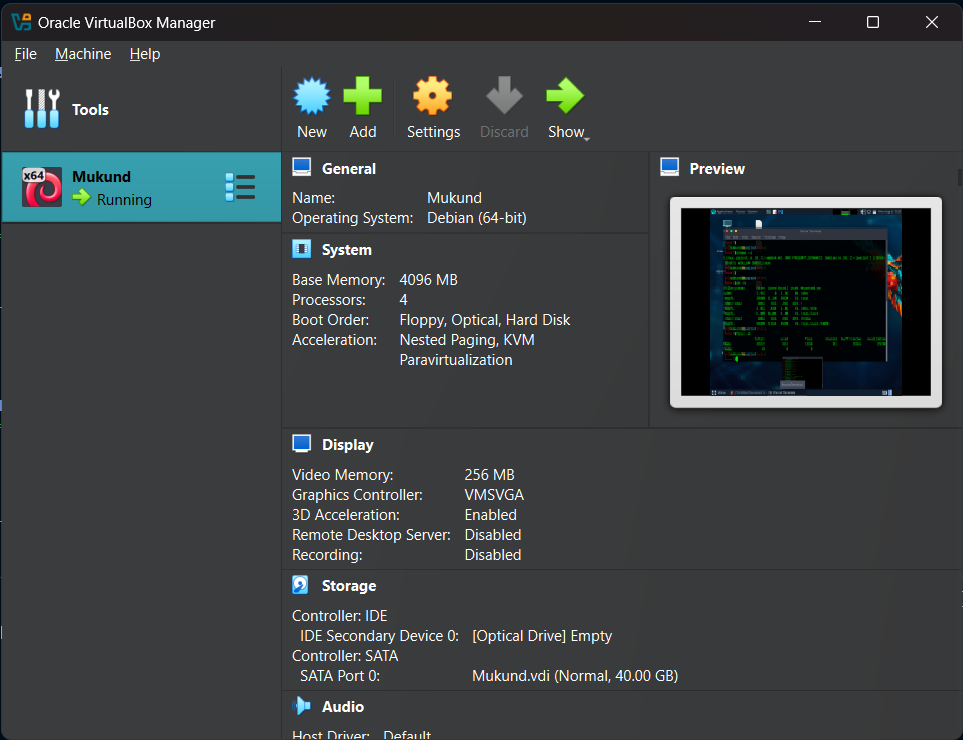 Oracle VirtualBox Manager
File Machine Help
Tools
New Add Settings Discard Show
x64
Mukund
Running
General
Name: Mukund
Operating System: Debian (64-bit)
Preview
System
Base Memory: 4096 MB
Processors: 4
Boot Order: Floppy, Optical, Hard Disk
Acceleration: Nested Paging, KVM
Paravirtualization
Display
Video Memory: 256 MB
Graphics Controller: VMSVGA
3D Acceleration: Enabled
Remote Desktop Server: Disabled
Recording: Disabled
Storage
Controller: IDE
IDE Secondary Device 0: [Optical Drive] Empty
Controller: SATA
SATA Port 0: Mukund.vdi (Normal, 40.00 GB)
Audio
Host Driver: Default